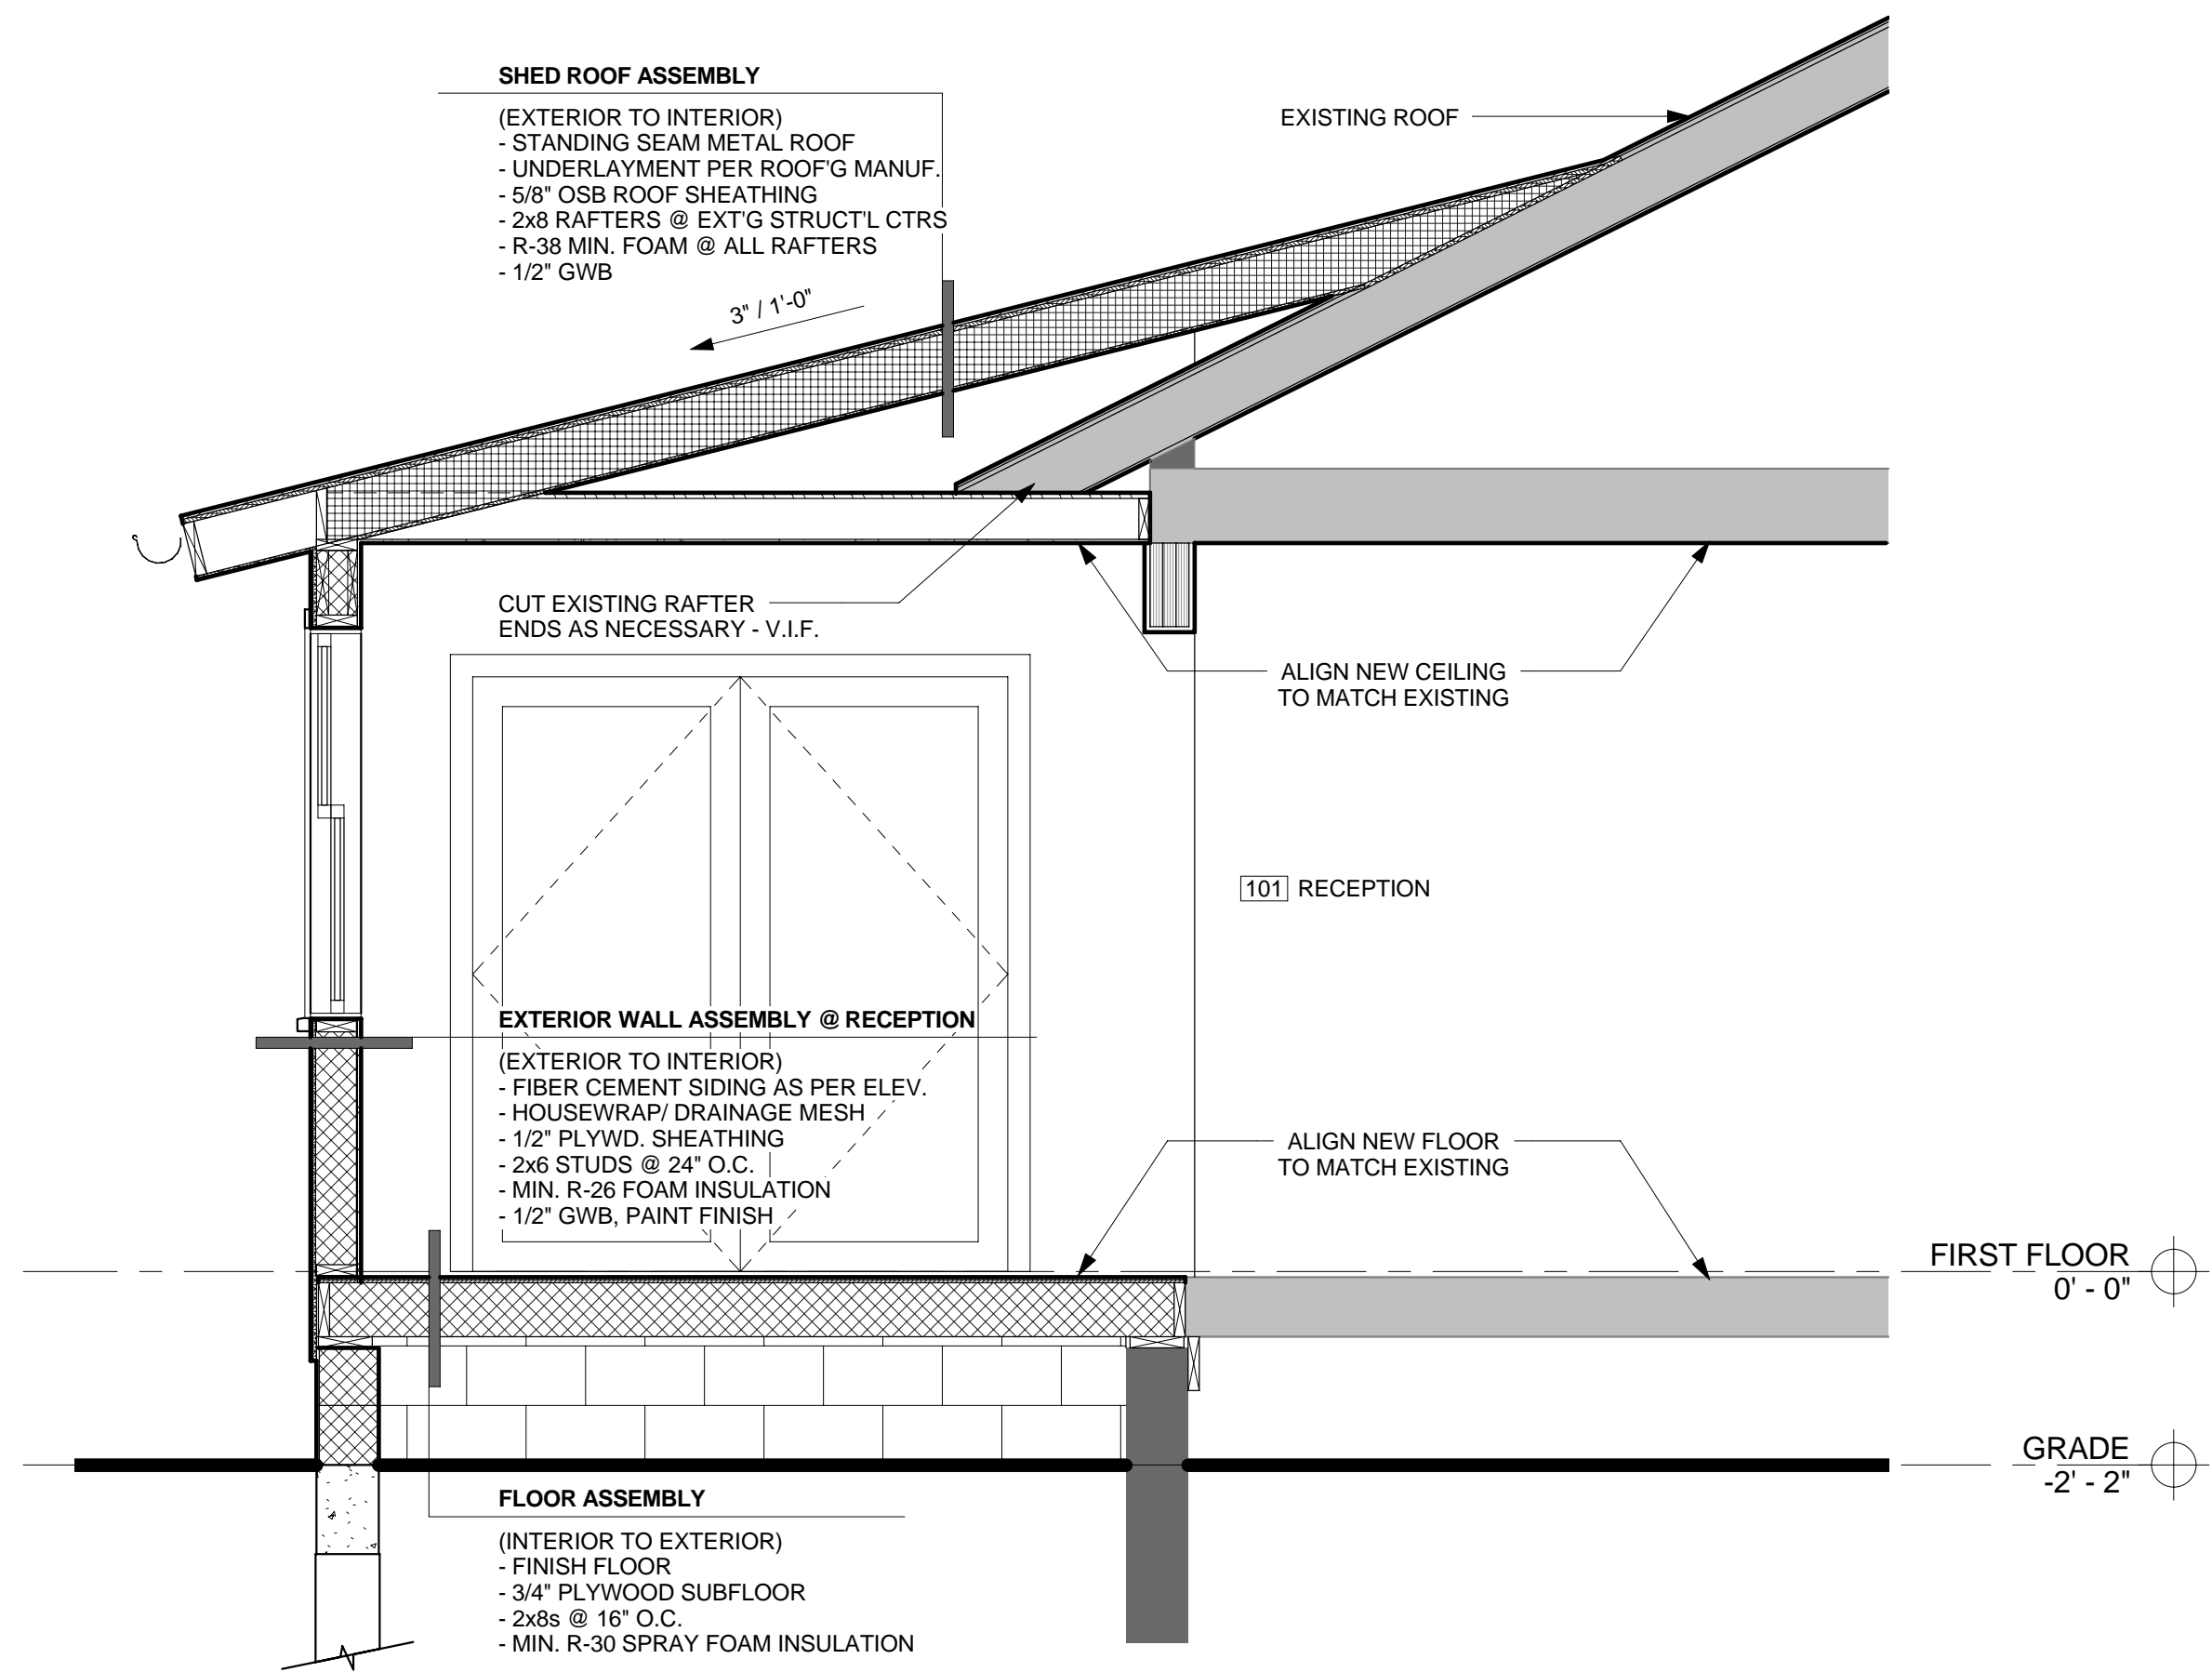 SHED ROOF ASSEMBLY
(EXTERIOR TO INTERIOR)
- STANDING SEAM METAL ROOF
- UNDERLAYMENT PER ROOF'G MANUF.
- 5/8" OSB ROOF SHEATHING
- 2x8 RAFTERS @ EXT'G STRUCT'L CTRS
- R-38 MIN. FOAM @ ALL RAFTERS
- 1/2" GWB
EXISTING ROOF
3" / 1'-0"
CUT EXISTING RAFTER
ENDS AS NECESSARY - V.I.F.
ALIGN NEW CEILING
TO MATCH EXISTING
101 RECEPTION
EXTERIOR WALL ASSEMBLY @ RECEPTION
(EXTERIOR TO INTERIOR)
- FIBER CEMENT SIDING AS PER ELEV.
- HOUSEWRAP/ DRAINAGE MESH
- 1/2" PLYWD. SHEATHING
- 2x6 STUDS @ 24" O.C.
- MIN. R-26 FOAM INSULATION
- 1/2" GWB, PAINT FINISH
ALIGN NEW FLOOR
TO MATCH EXISTING
FIRST FLOOR
0' - 0"
GRADE
-2' - 2"
FLOOR ASSEMBLY
(INTERIOR TO EXTERIOR)
- FINISH FLOOR
- 3/4" PLYWOOD SUBFLOOR
- 2x8s @ 16" O.C.
- MIN. R-30 SPRAY FOAM INSULATION